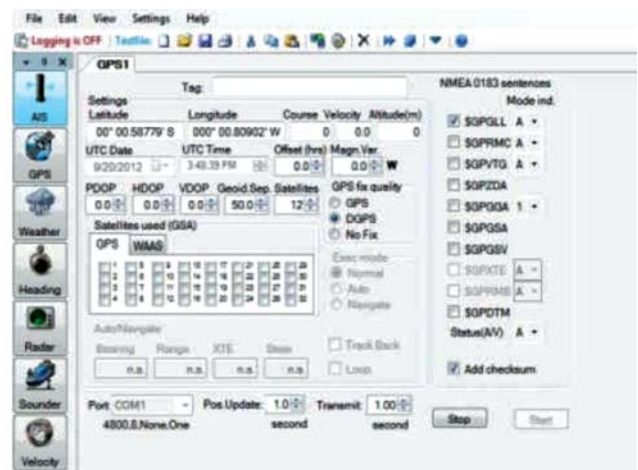 File Edit View Settings Help
Logging is OFF Testfile:
GPS1
AIS
GPS
Weather
Heading
Radar
Sounder
Velocity
Tag:
Settings
Latitude Longitude Course Velocity Altitude(m)
00° 00.58779' S 000° 00.80902' W 0 0.0 0
UTC Date UTC Time Offset (hrs) Magn.Var.
9/20/2012 3:48:39 PM 0.0 0.0 W
PDOP HDOP VDOP Geoid.Sep. Satellites
0.0 0.0 0.0 50.0 12
GPS fix quality
GPS
DGPS
No Fix
Satellites used (GSA)
GPS WAAS
Exec mode
Normal
Auto
Navigate
Auto/Navigate
Bearing Range XTE Steer
n.a. n.a. n.a. n.a.
Track Back
Loop
Port COM1 Pos.Update: 1.0 Transmit: 1.00
4800,8,None,One second second
NMEA 0183 sentences
Mode ind.
$GPGLL A
$GPRMC A
$GPVTG A
$GPZDA
$GPGGA 1
$GPGSA
$GPGSV
$GPXTE A
$GPRMB A
$GPDTM
Status(A/V) A
Add checksum
Stop Start